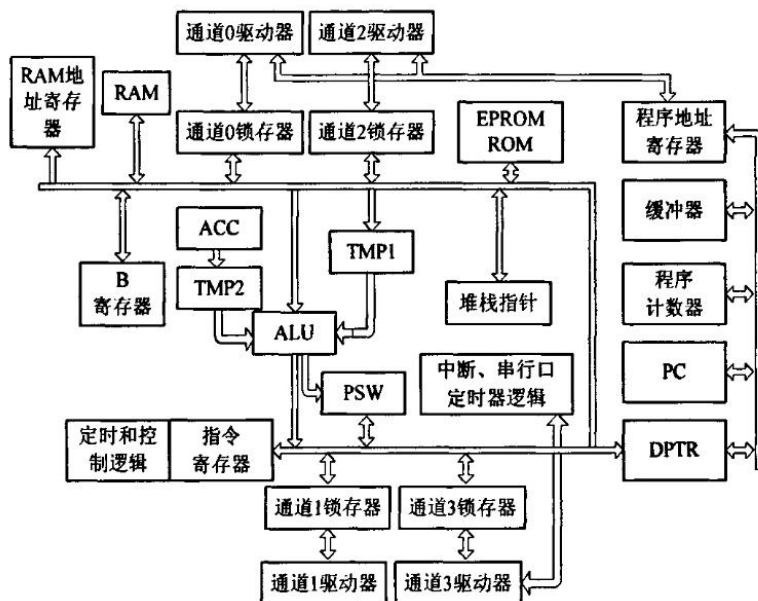 通道0驱动器
通道2驱动器
RAM地
址寄存
器
RAM
通道0锁存器
通道2锁存器
EPROM
ROM
程序地址
寄存器
缓冲器
ACC
TMP1
B
寄存器
TMP2
堆栈指针
程序
计数器
ALU
PSW
中断、串行口
定时器逻辑
PC
定时和控
制逻辑
指令
寄存器
DPTR
通道1锁存器
通道3锁存器
通道1驱动器
通道3驱动器